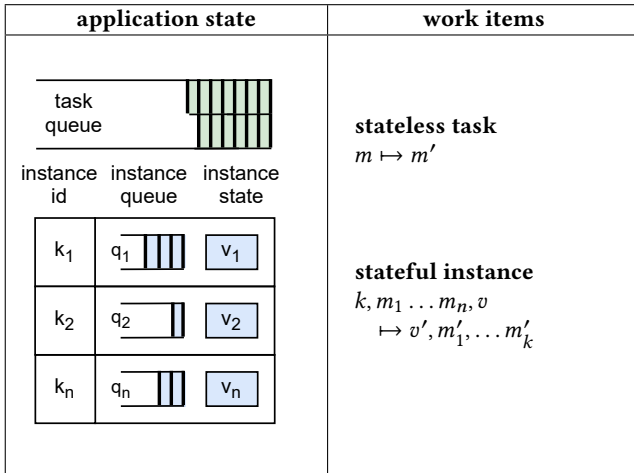 application state
work items
task
queue
instance id
instance queue
instance state
k₁ q₁ v₁
k₂ q₂ v₂
kₙ qₙ vₙ
stateless task
m ↦ m′
stateful instance
k, m₁ … mₙ, v
↦ v′, m′₁, … m′ₖ